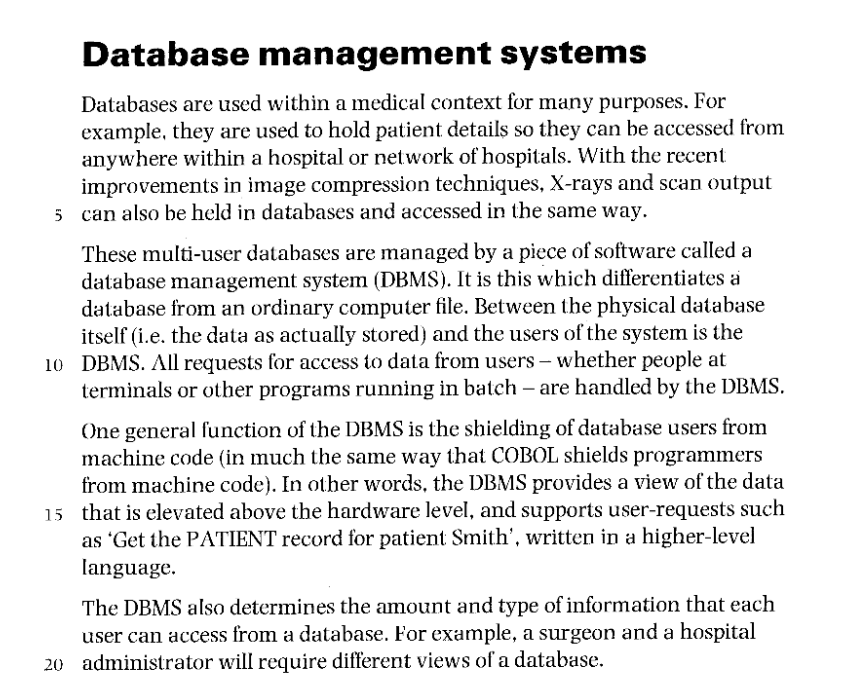 Database management systems
Databases are used within a medical context for many purposes. For
example, they are used to hold patient details so they can be accessed from
anywhere within a hospital or network of hospitals. With the recent
improvements in image compression techniques, X-rays and scan output
5 can also be held in databases and accessed in the same way.
These multi-user databases are managed by a piece of software called a
database management system (DBMS). It is this which differentiates a
database from an ordinary computer file. Between the physical database
itself (i.e. the data as actually stored) and the users of the system is the
10 DBMS. All requests for access to data from users – whether people at
terminals or other programs running in batch – are handled by the DBMS.
One general function of the DBMS is the shielding of database users from
machine code (in much the same way that COBOL shields programmers
from machine code). In other words, the DBMS provides a view of the data
15 that is elevated above the hardware level, and supports user-requests such
as ‘Get the PATIENT record for patient Smith’, written in a higher-level
language.
The DBMS also determines the amount and type of information that each
user can access from a database. For example, a surgeon and a hospital
20 administrator will require different views of a database.